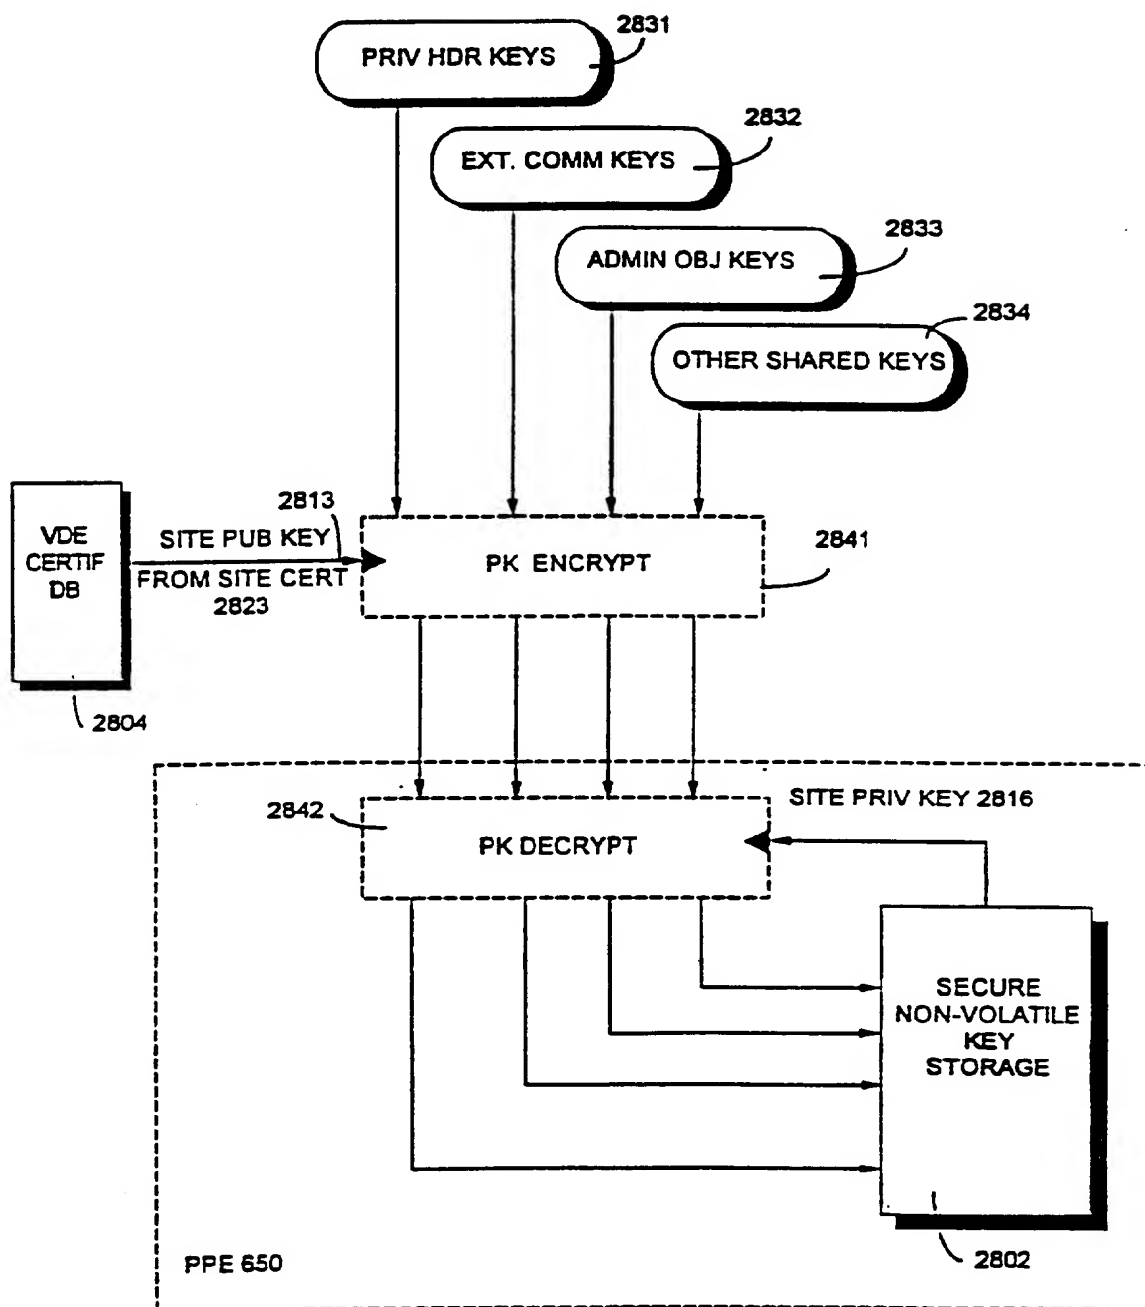 2831
PRIV HDR KEYS
2832
EXT. COMM KEYS
2833
ADMIN OBJ KEYS
2834
OTHER SHARED KEYS
VDE
CERTIF
DB
2813
SITE PUB KEY
FROM SITE CERT
2823
PK ENCRYPT
2841
2804
2842
PK DECRYPT
SITE PRIV KEY 2816
SECURE
NON-VOLATILE
KEY
STORAGE
PPE 650
2802